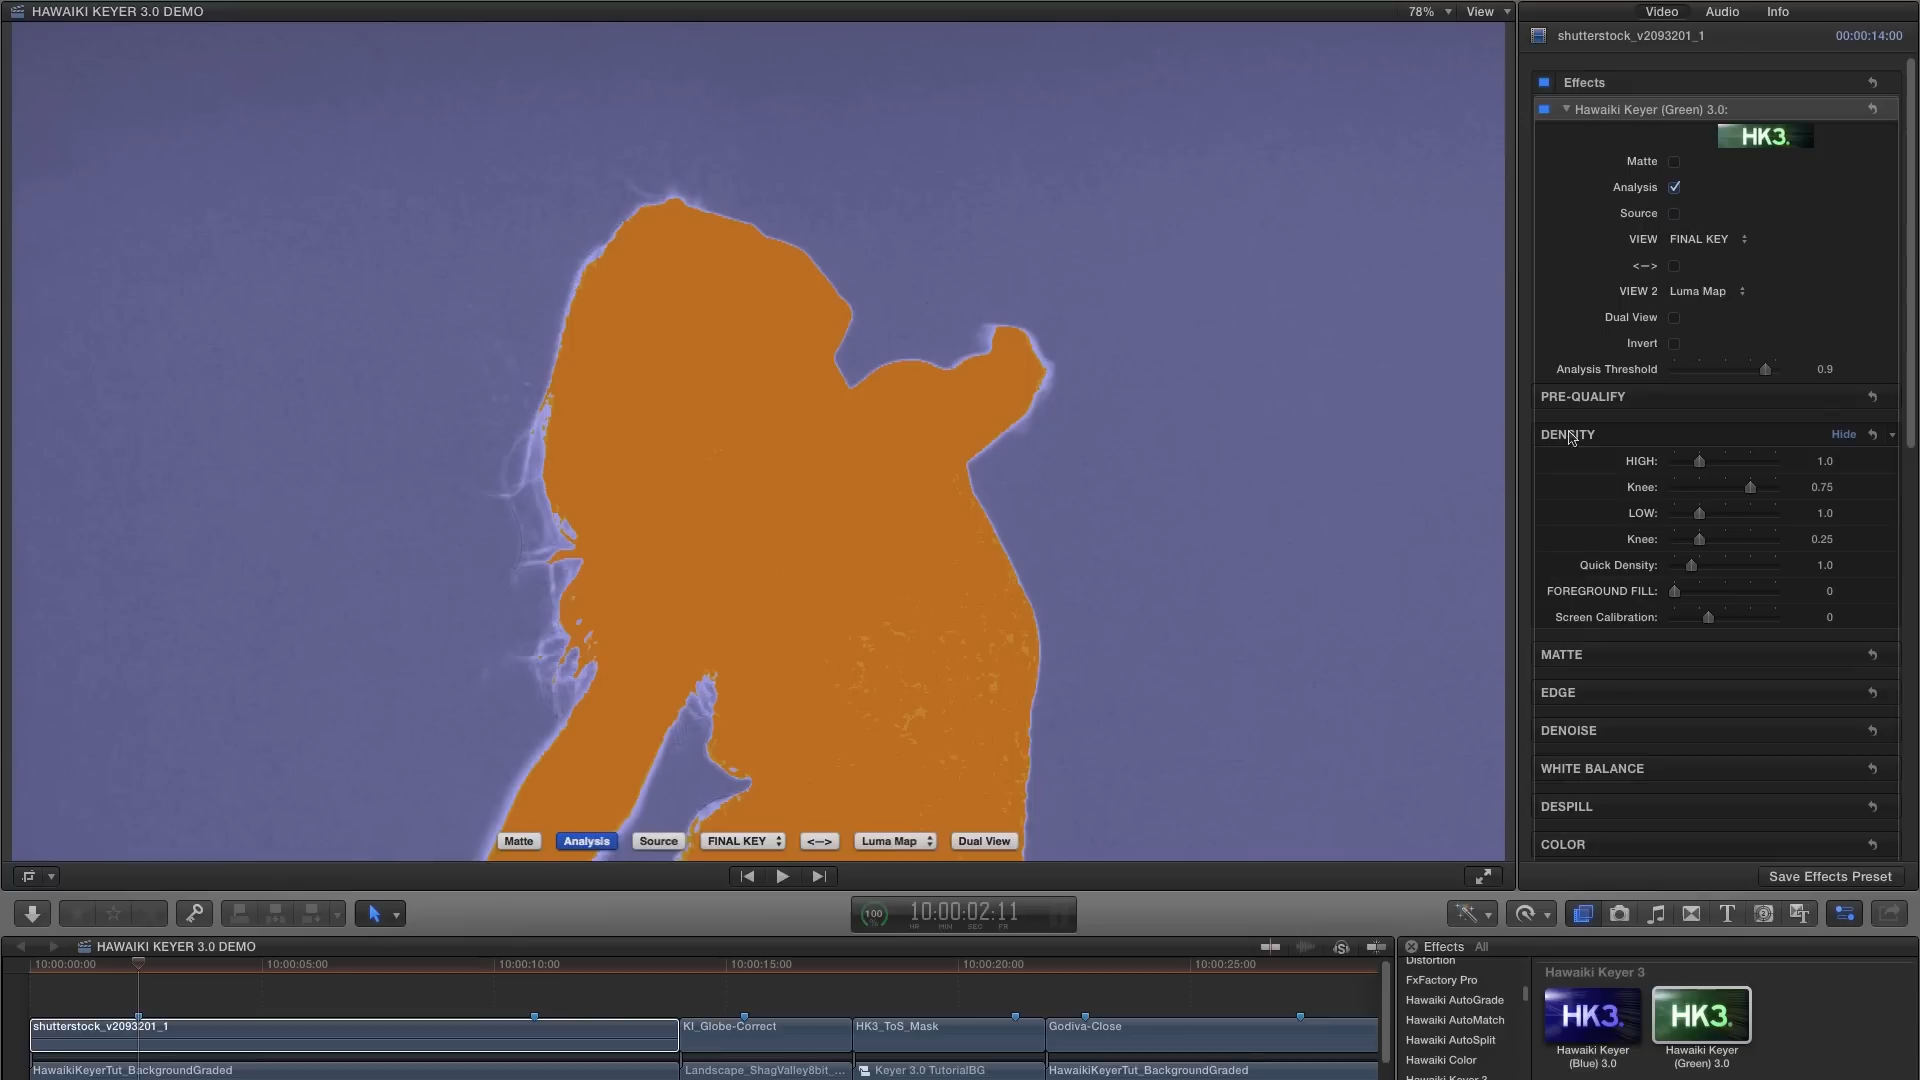 HAWAIKI KEYER 3.0 DEMO
78%
View
Video
Audio
Info
shutterstock_v2093201_1
00:00:14:00
Effects
Hawaiki Keyer (Green) 3.0:
HK3.
Matte
Analysis
Source
VIEW FINAL KEY
<—>
VIEW 2 Luma Map
Dual View
Invert
Analysis Threshold 0.9
PRE-QUALIFY
DENSITY Hide
HIGH: 1.0
Knee: 0.75
LOW: 1.0
Knee: 0.25
Quick Density: 1.0
FOREGROUND FILL: 0
Screen Calibration: 0
MATTE
EDGE
DENOISE
WHITE BALANCE
DESPILL
COLOR
Matte Analysis Source FINAL KEY <—> Luma Map Dual View
Save Effects Preset
100
%
10:00:02:11
HR MIN SEC FR
HAWAIKI KEYER 3.0 DEMO
10:00:00:00
10:00:05:00
10:00:10:00
10:00:15:00
10:00:20:00
10:00:25:00
shutterstock_v2093201_1
KI_Globe-Correct
HK3_ToS_Mask
Godiva-Close
HawaikiKeyerTut_BackgroundGraded
Landscape_ShagValley8bit_...
Keyer 3.0 TutorialBG
HawaikiKeyerTut_BackgroundGraded
Effects All
Distortion
FxFactory Pro
Hawaiki AutoGrade
Hawaiki AutoMatch
Hawaiki AutoSplit
Hawaiki Color
Hawaiki Keyer 3
HK3.
Hawaiki Keyer
(Blue) 3.0
HK3.
Hawaiki Keyer
(Green) 3.0